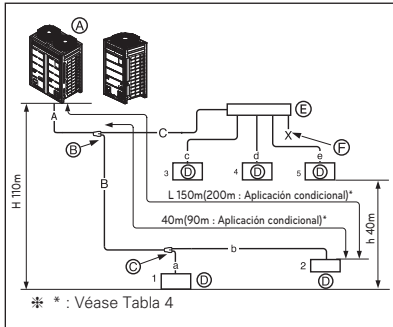 A
A
E
C
B
X
F
c
d
e
3 D
4 D
5 D
H 110m
B
L 150m(200m : Aplicación condicional)*
40m(90m : Aplicación condicional)*
h 40m
C
b
a
1 D
2
D
❉ * : Véase Tabla 4